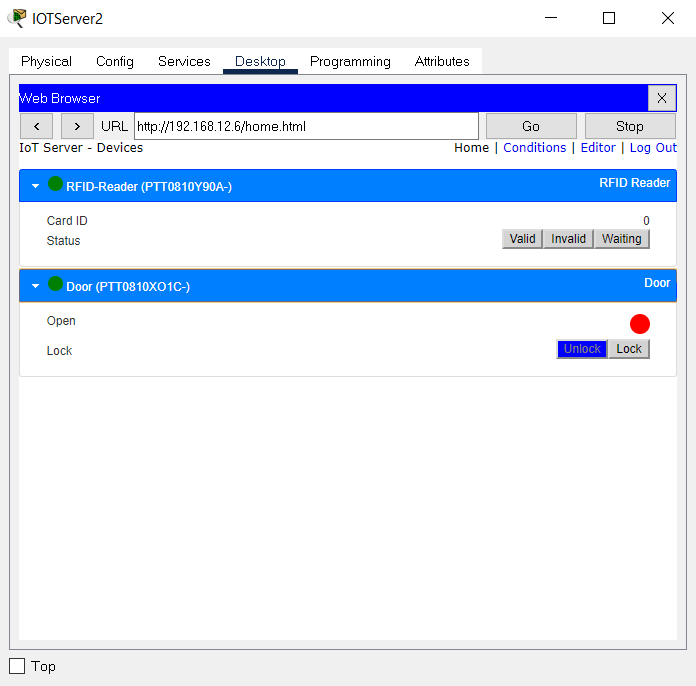 IOTServer2
Physical Config Services Desktop Programming Attributes
Web Browser X
< > URL http://192.168.12.6/home.html Go Stop
IoT Server - Devices Home | Conditions | Editor | Log Out
RFID-Reader (PTT0810Y90A-) RFID Reader
Card ID 0
Status Valid Invalid Waiting
Door (PTT0810XO1C-) Door
Open
Lock Unlock Lock
Top